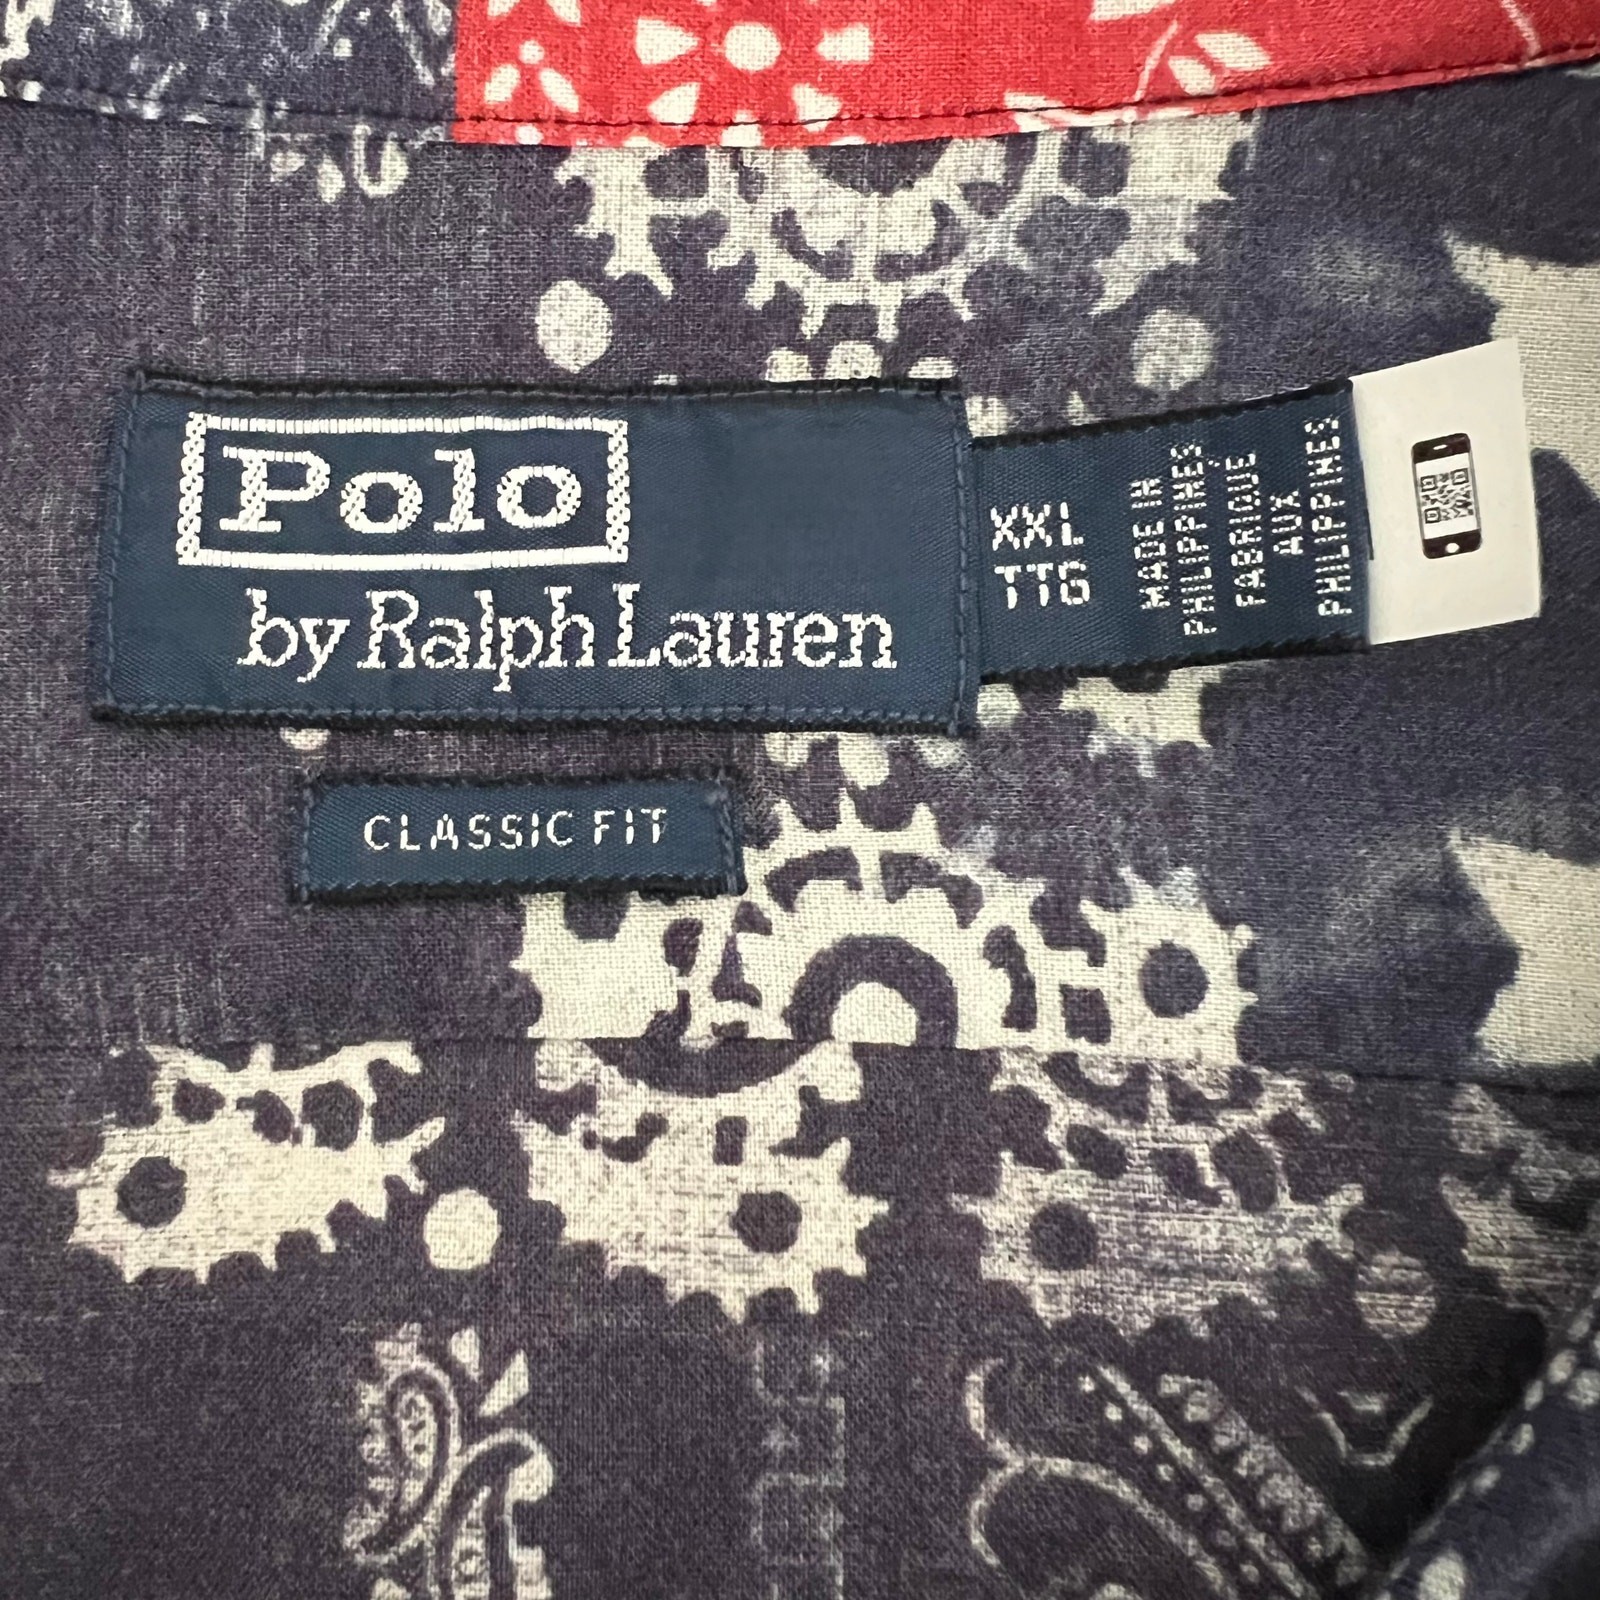 Polo
by Ralph Lauren
XXL
TTG
MADE IN
PHILIPPINES
FABRIQUE
AUX
PHILIPPINES
CLASSIC FIT